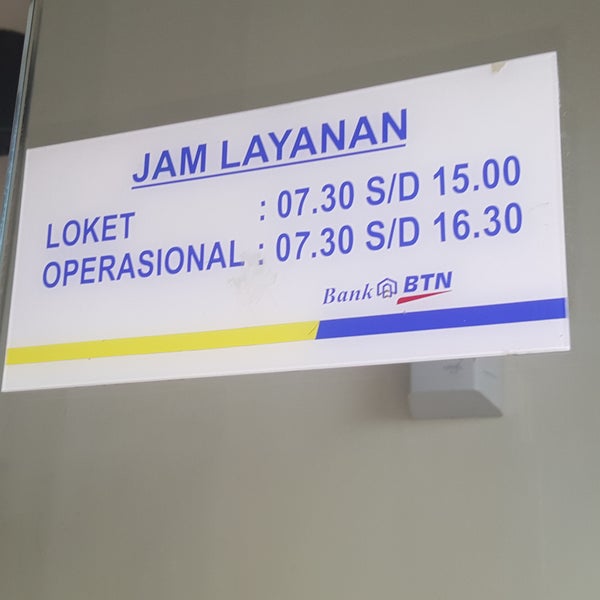 JAM LAYANAN
LOKET : 07.30 S/D 15.00
OPERASIONAL : 07.30 S/D 16.30
Bank BTN